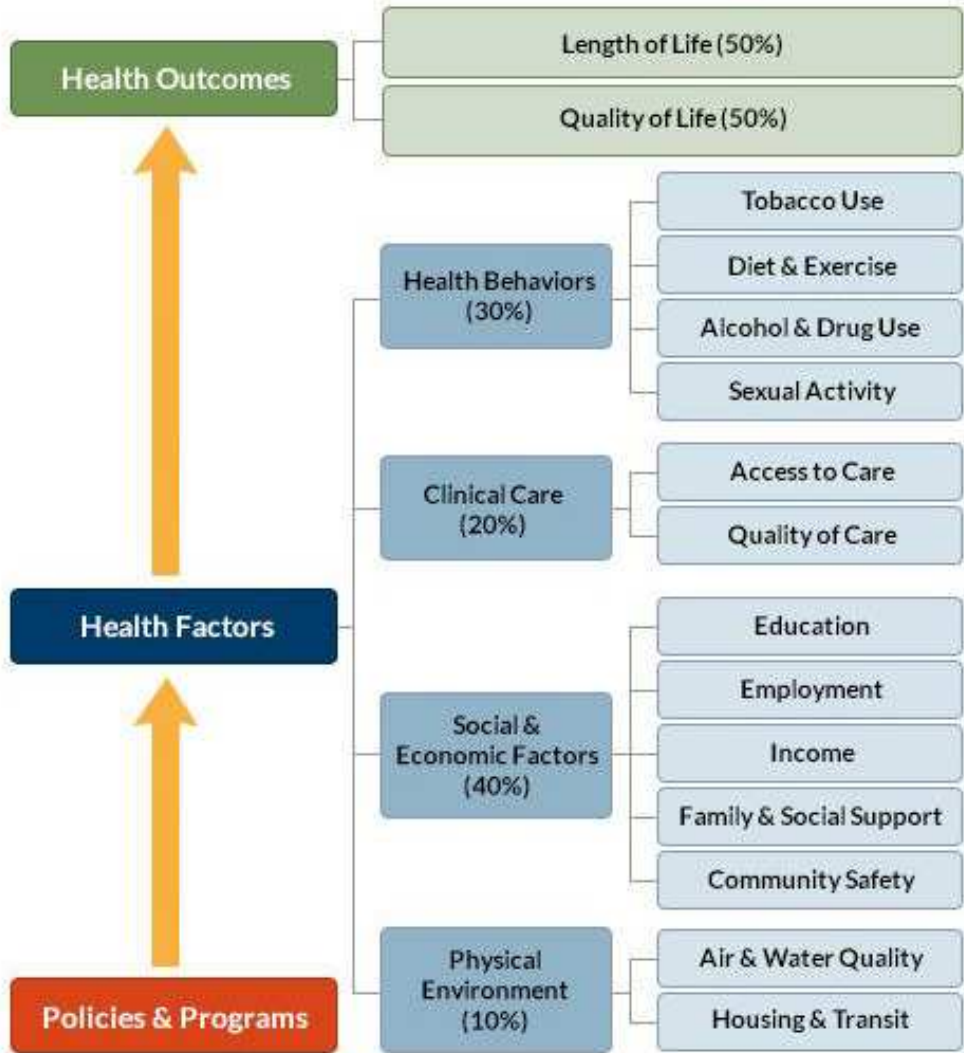 Health Outcomes
Length of Life (50%)
Quality of Life (50%)
Health Behaviors
(30%)
Tobacco Use
Diet & Exercise
Alcohol & Drug Use
Sexual Activity
Clinical Care
(20%)
Access to Care
Quality of Care
Health Factors
Social &
Economic Factors
(40%)
Education
Employment
Income
Family & Social Support
Community Safety
Physical
Environment
(10%)
Air & Water Quality
Housing & Transit
Policies & Programs